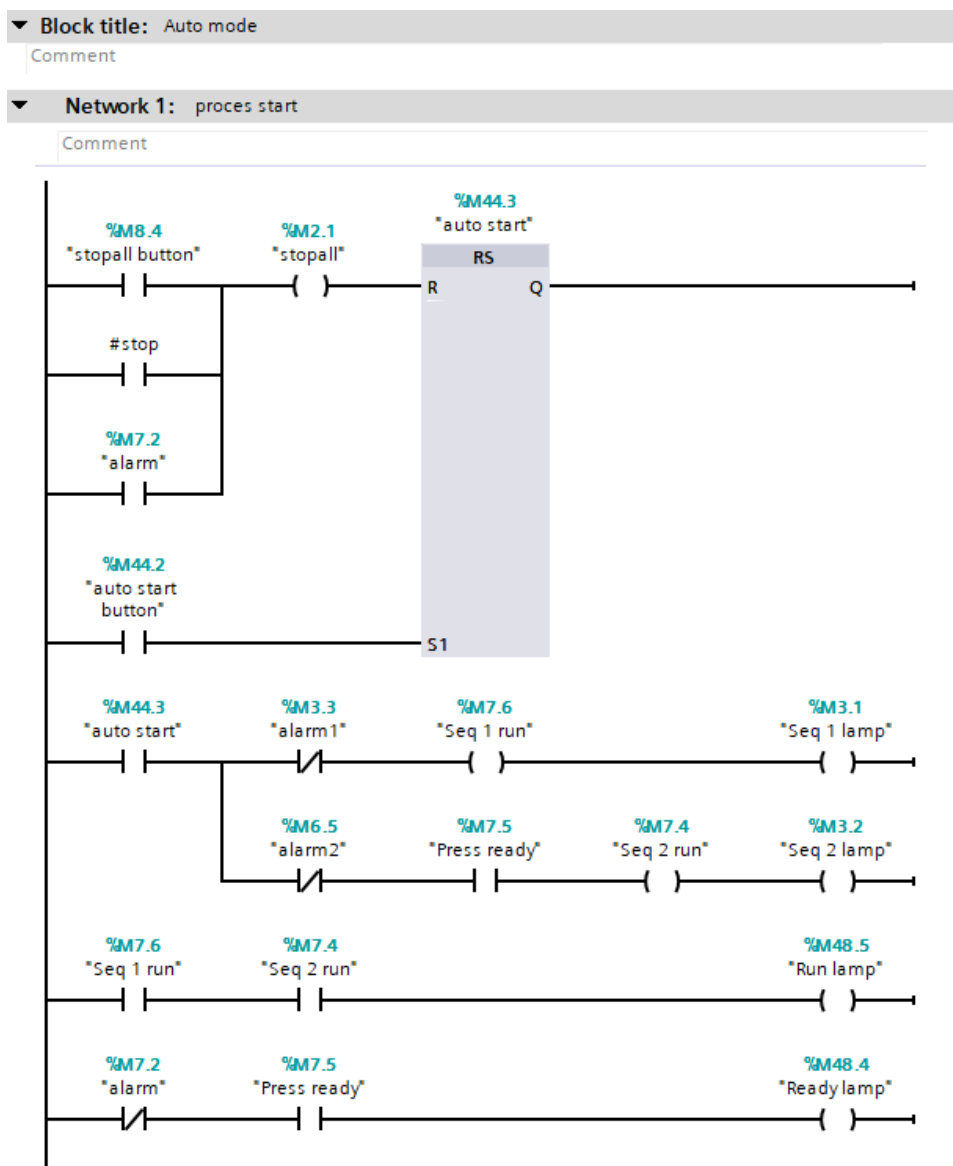 Block title: Auto mode
Comment
Network 1: proces start
Comment
%M44.3
"auto start"
%M8.4 %M2.1
"stopall button" "stopall"
RS
R Q
#stop
%M7.2
"alarm"
%M44.2
"auto start
button"
S1
%M44.3 %M3.3 %M7.6 %M3.1
"auto start" "alarm1" "Seq 1 run" "Seq 1 lamp"
%M6.5 %M7.5 %M7.4 %M3.2
"alarm2" "Press ready" "Seq 2 run" "Seq 2 lamp"
%M7.6 %M7.4 %M48.5
"Seq 1 run" "Seq 2 run" "Run lamp"
%M7.2 %M7.5 %M48.4
"alarm" "Press ready" "Ready lamp"